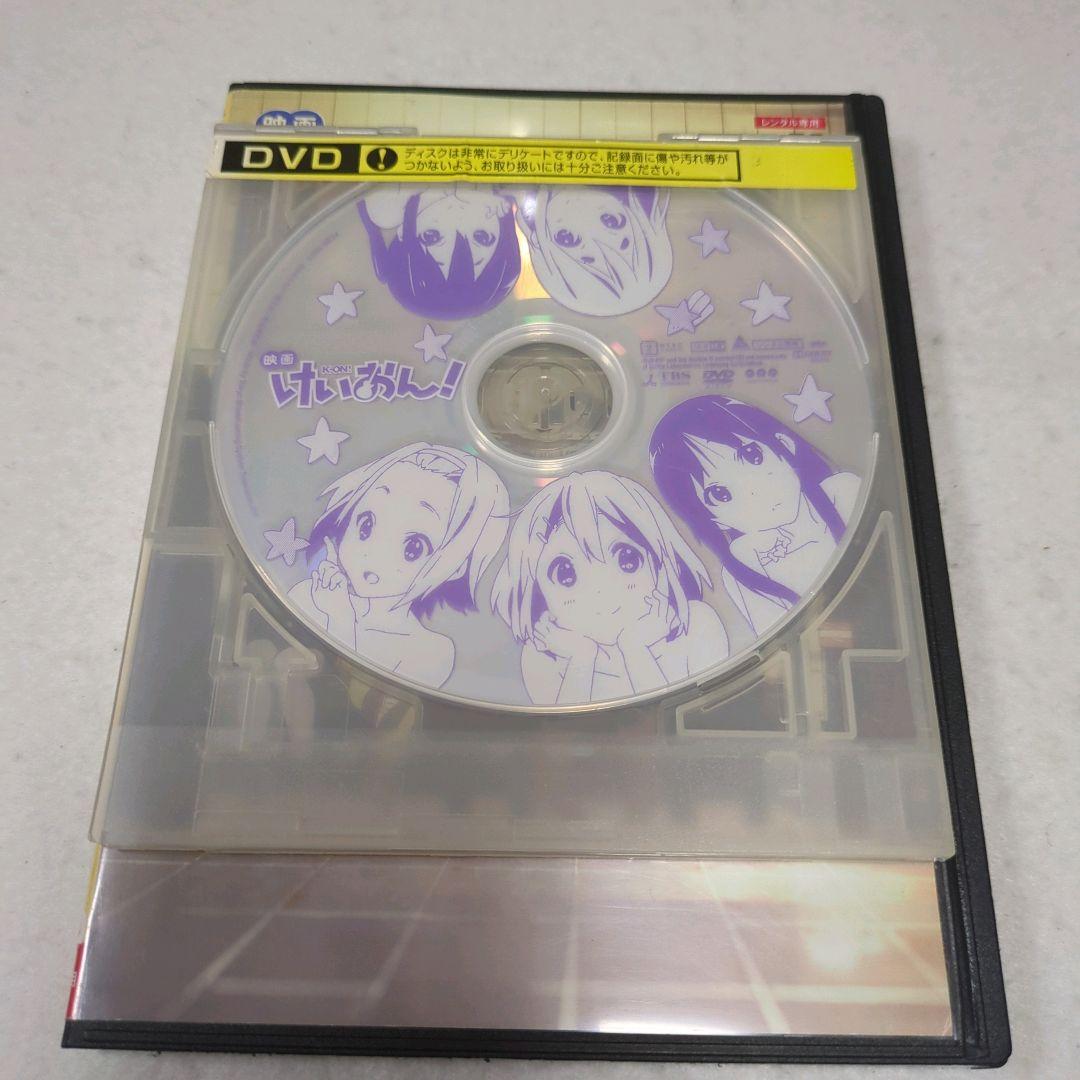 映画
レンタル専用
DVD
ディスクは非常にデリケートですので、記録面に傷や汚れ等が
つかないよう、お取り扱いには十分ご注意ください。
映画
K-ON!
けいおん!
TBS
DVD